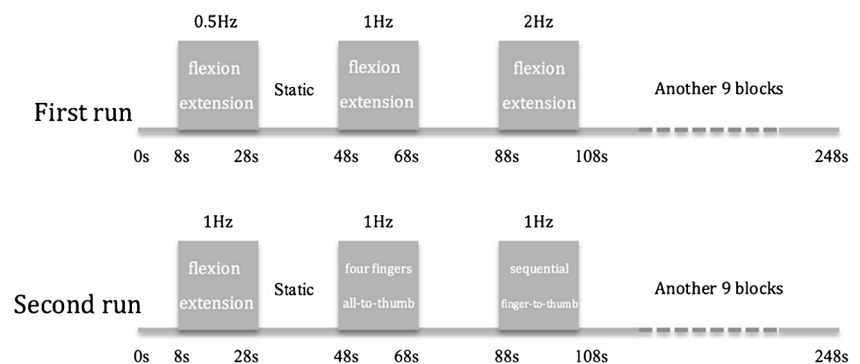 0.5Hz 1Hz 2Hz
flexion flexion flexion
Static
Another 9 blocks
extension extension extension
First run
0s 8s 28s 48s 68s 88s 108s 248s
1Hz 1Hz 1Hz
flexion four fingers sequential
Static
Another 9 blocks
extension all-to-thumb finger-to-thumb
Second run
0s 8s 28s 48s 68s 88s 108s 248s